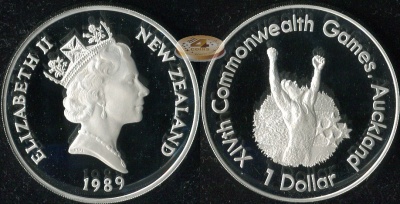 ELIZABETH II
NEW ZEALAND
1989
XIVth Commonwealth Games, Auckland
1 Dollar